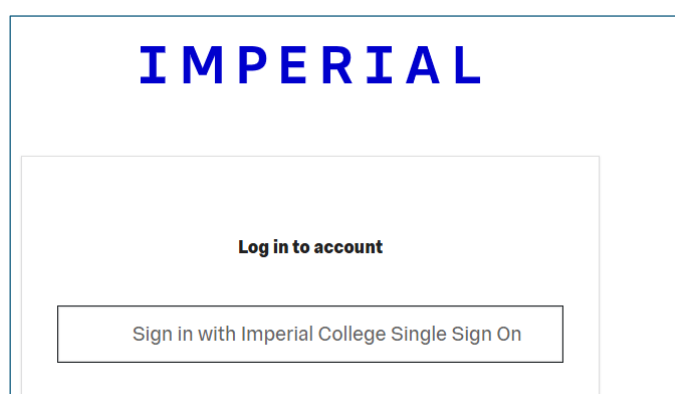 IMPERIAL
Log in to account
Sign in with Imperial College Single Sign On